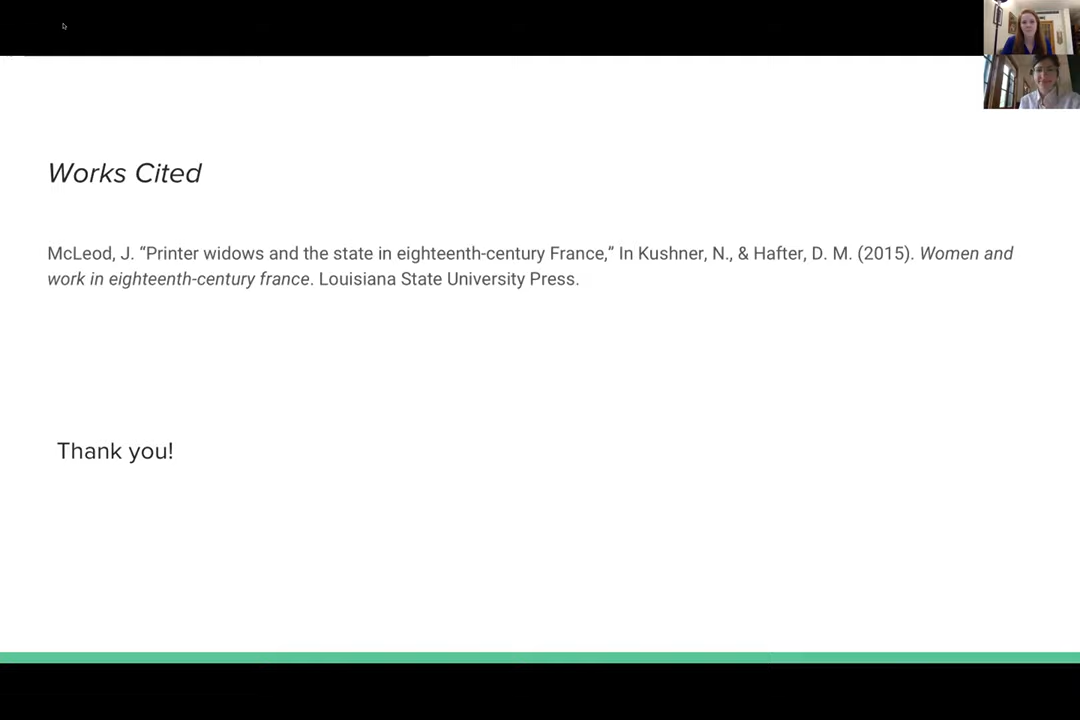 Works Cited
McLeod, J. “Printer widows and the state in eighteenth-century France,” In Kushner, N., & Hafter, D. M. (2015). Women and
work in eighteenth-century france. Louisiana State University Press.
Thank you!